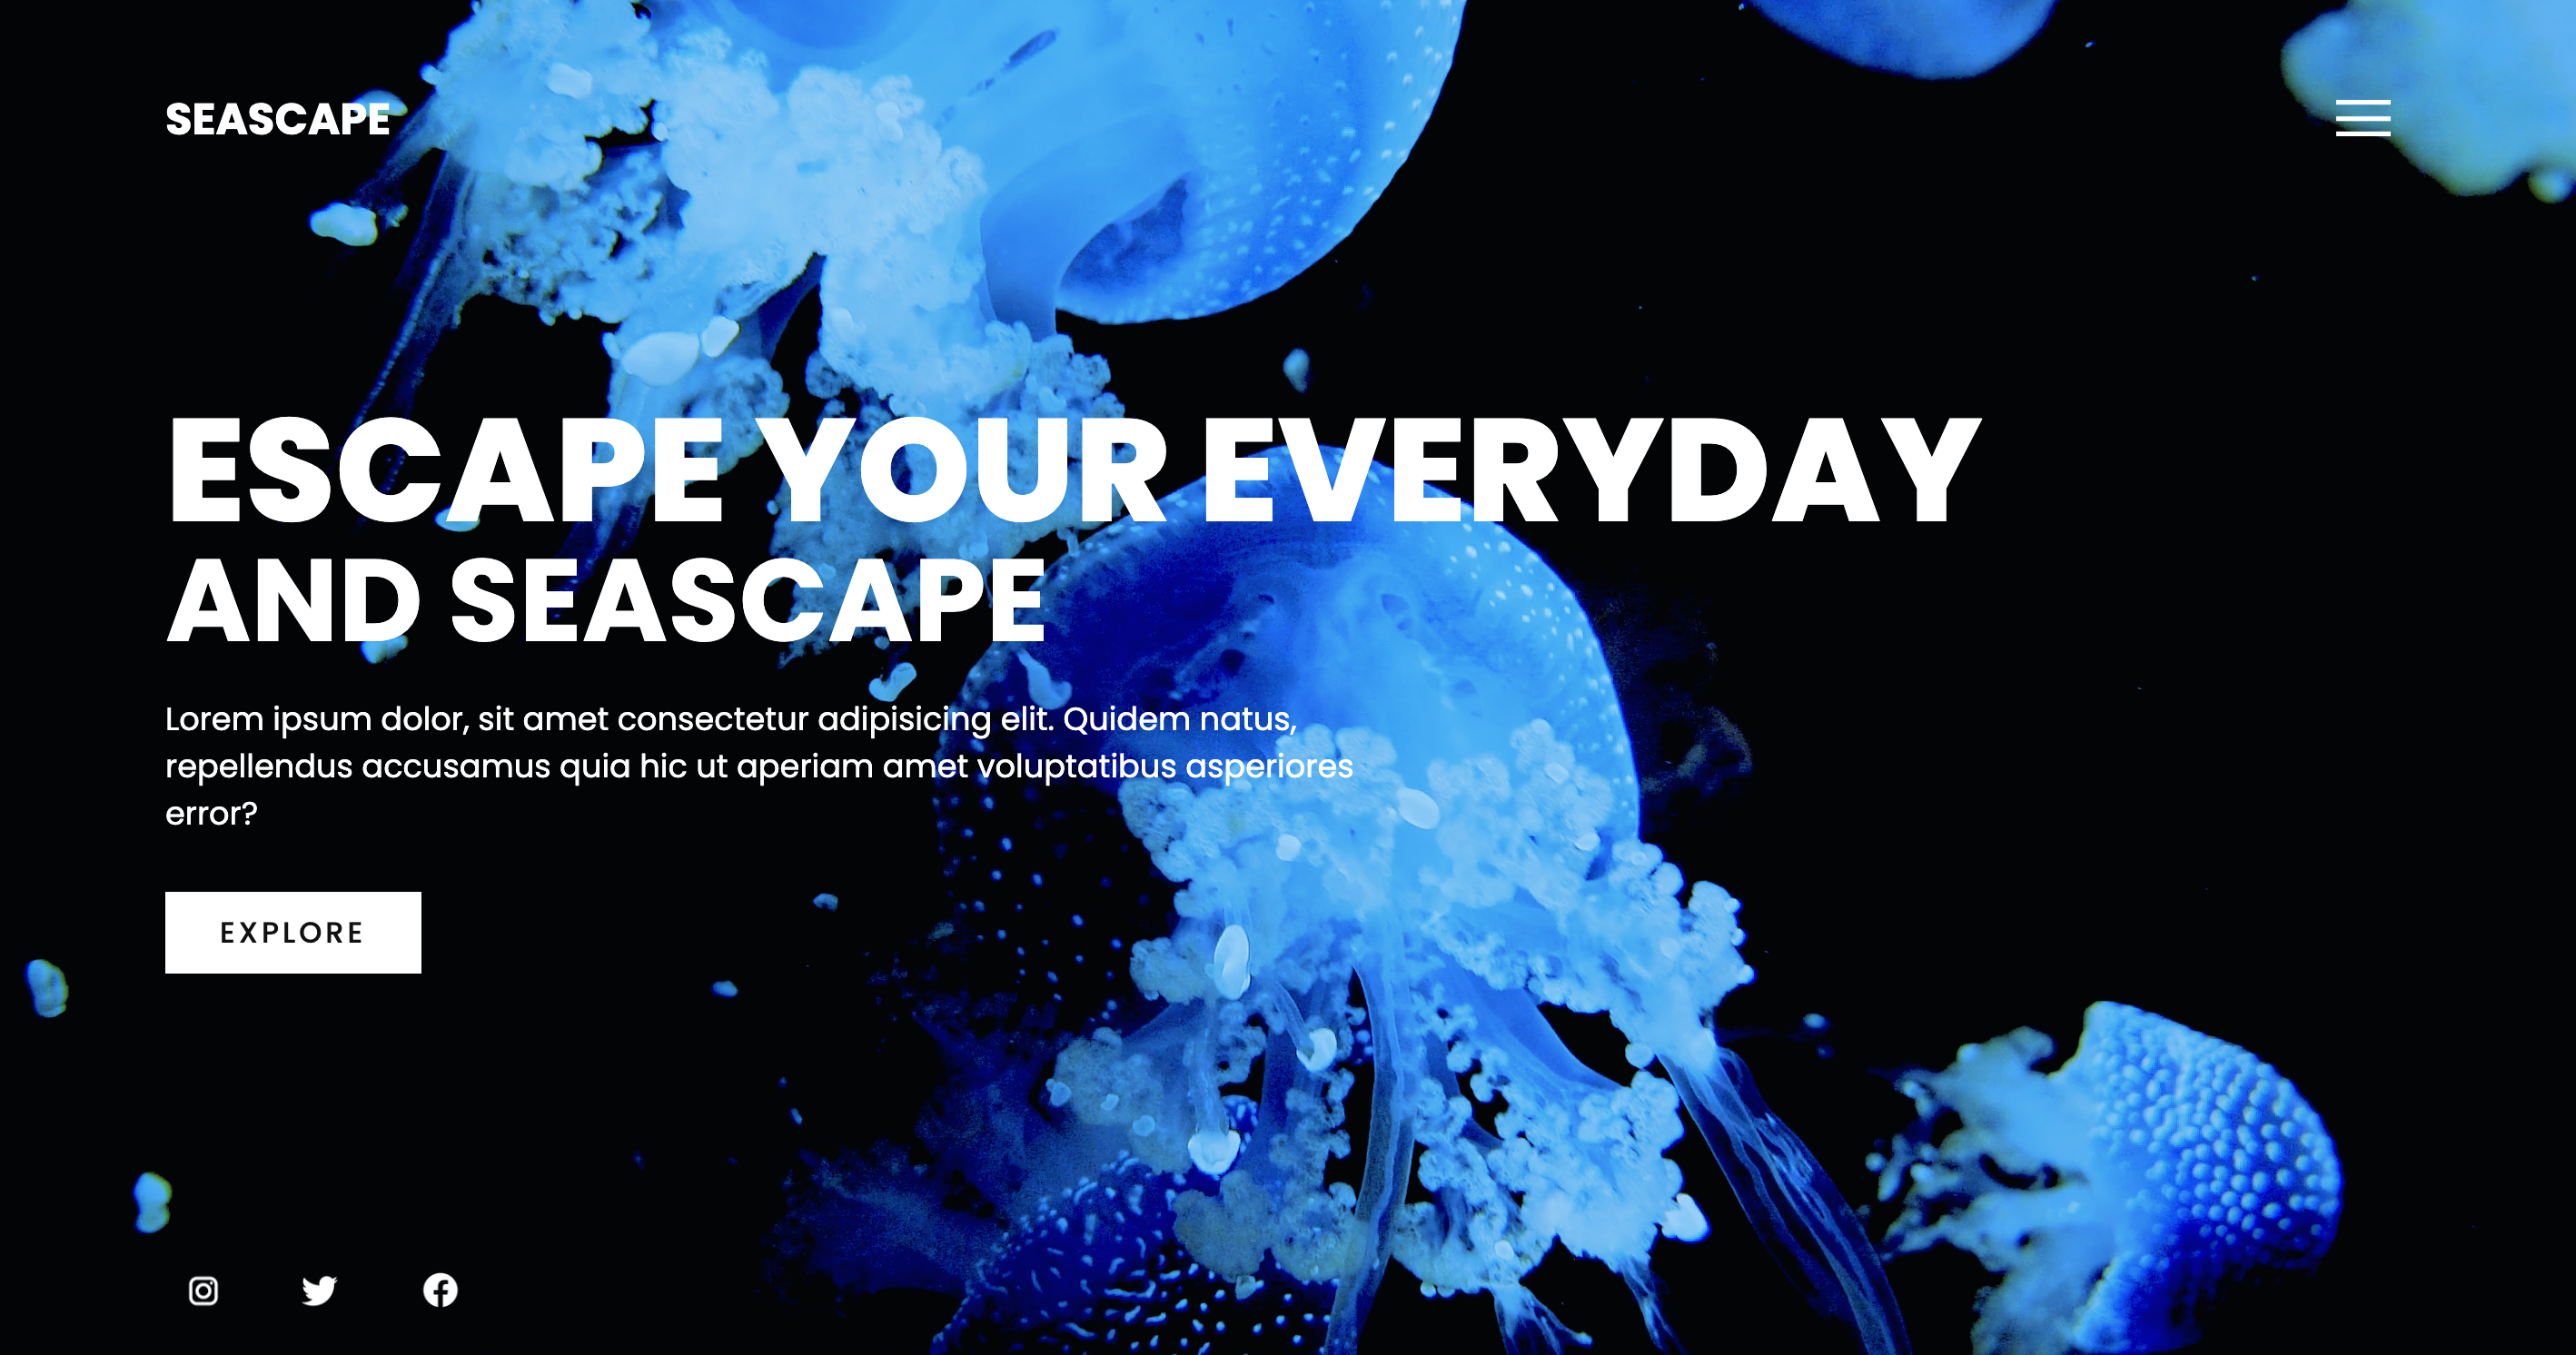 SEASCAPE
ESCAPE YOUR EVERYDAY
AND SEASCAPE
Lorem ipsum dolor, sit amet consectetur adipisicing elit. Quidem natus,
repellendus accusamus quia hic ut aperiam amet voluptatibus asperiores
error?
EXPLORE